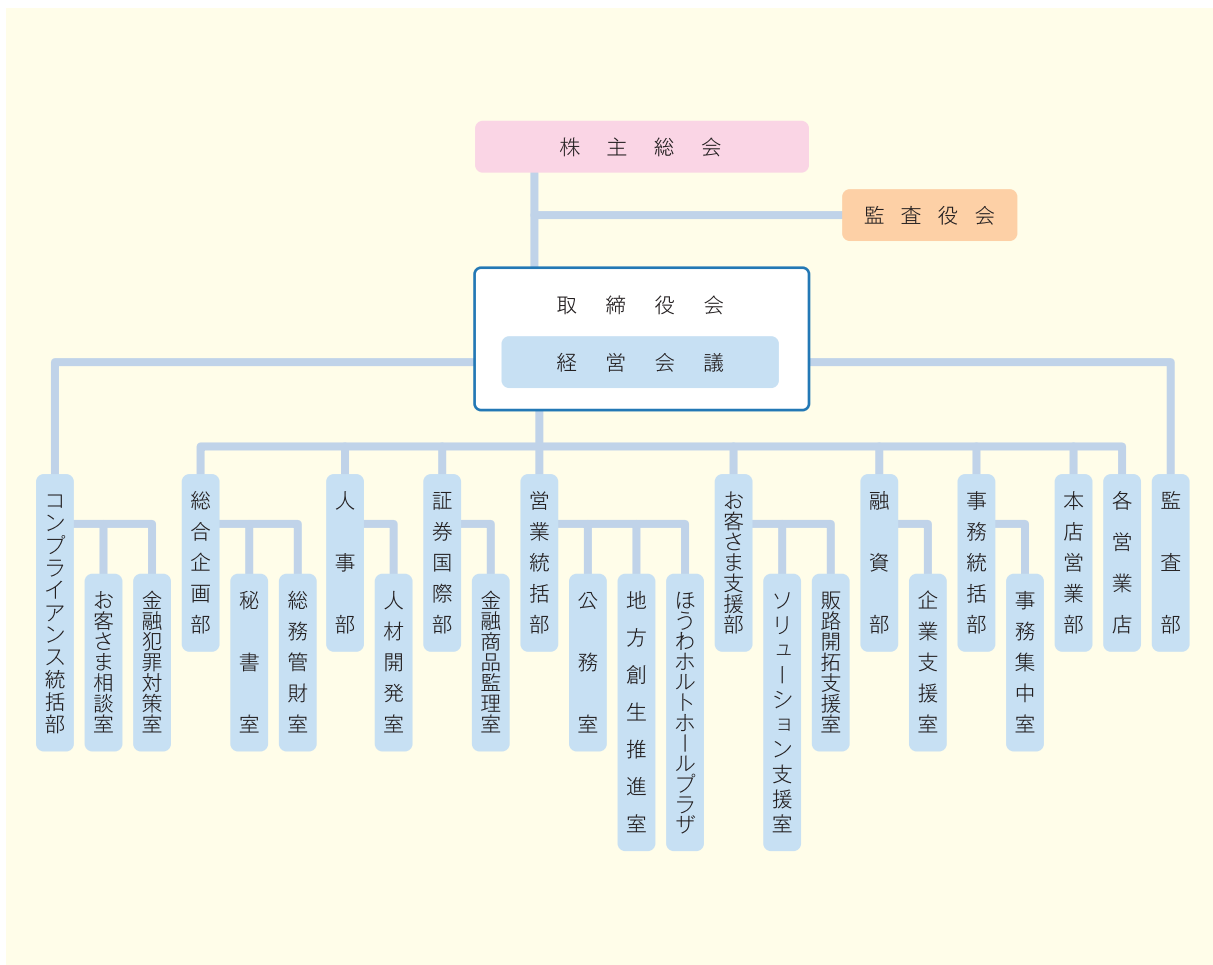 株主総会
監査役会
取締役会
経営会議
コンプライアンス統括部
お客さま相談室
金融犯罪対策室
総合企画部
秘書室
総務管財室
人事部
人材開発室
証券国際部
金融商品監理室
営業統括部
公務室
地方創生推進室
ほうわホルトホールプラザ
お客さま支援部
ソリューション支援室
販路開拓支援室
融資部
企業支援室
事務統括部
事務集中室
本店営業部
各営業店
監査部